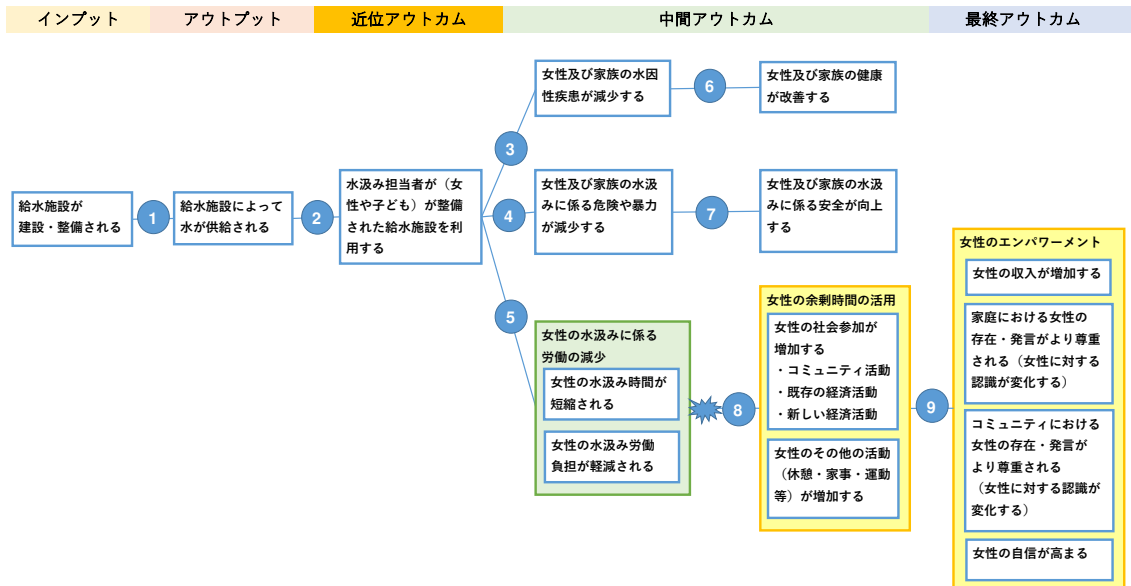 インプット
アウトプット
近位アウトカム
中間アウトカム
最終アウトカム
給水施設が
建設・整備される
1
給水施設によって
水が供給される
2
水汲み担当者が（女
性や子ども）が整備
された給水施設を利
用する
3
女性及び家族の水因
性疾患が減少する
6
女性及び家族の健康
が改善する
4
女性及び家族の水汲
みに係る危険や暴力
が減少する
7
女性及び家族の水汲
みに係る安全が向上
する
5
女性の水汲みに係る
労働の減少
女性の水汲み時間が
短縮される
女性の水汲み労働
負担が軽減される
8
女性の余剰時間の活用
女性の社会参加が
増加する
・コミュニティ活動
・既存の経済活動
・新しい経済活動
女性のその他の活動
（休憩・家事・運動
等）が増加する
9
女性のエンパワーメント
女性の収入が増加する
家庭における女性の
存在・発言がより尊重
される（女性に対する
認識が変化する）
コミュニティにおける
女性の存在・発言が
より尊重される
（女性に対する認識が
変化する）
女性の自信が高まる